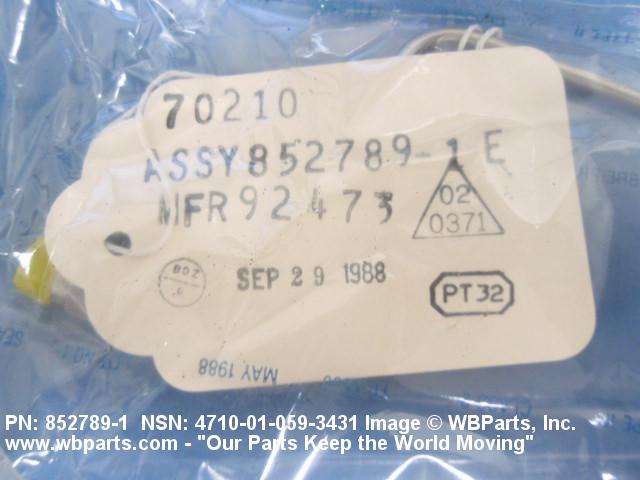 70210
ASSY852789-1 E
MFR92473
02
0371
BDZ
SEP 29 1988
PT32
MAY 1988
PN: 852789-1 NSN: 4710-01-059-3431 Image © WBParts, Inc.
www.wbparts.com - "Our Parts Keep the World Moving"